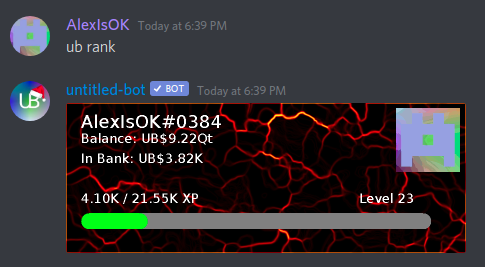 AlexIsOK Today at 6:39 PM
ub rank
UB
untitled-bot ✔ BOT Today at 6:39 PM
AlexIsOK#0384
Balance: UB$9.22Qt
In Bank: UB$3.82K
4.10K / 21.55K XP Level 23